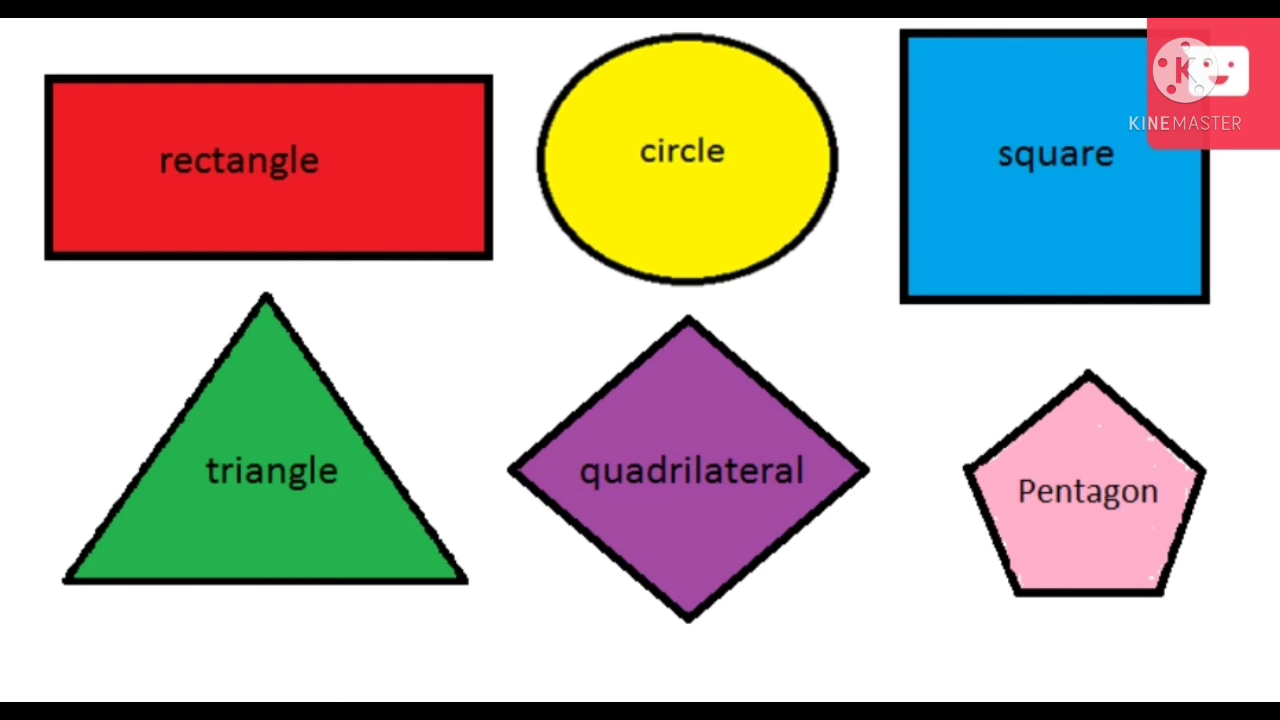 rectangle
circle
square
KINEMASTER
triangle
quadrilateral
Pentagon